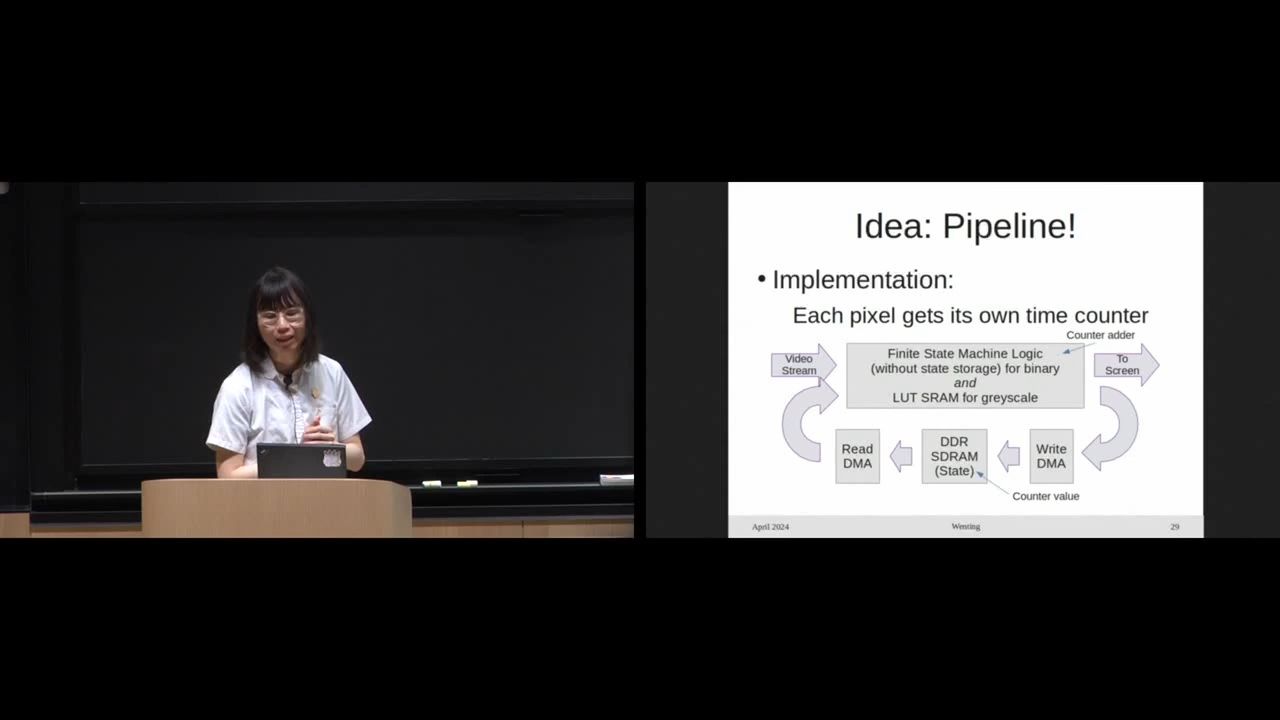 Idea: Pipeline!
• Implementation:
Each pixel gets its own time counter
Counter adder
Video
Stream
Finite State Machine Logic
(without state storage) for binary
and
LUT SRAM for greyscale
To
Screen
Read
DMA
DDR
SDRAM
(State)
Write
DMA
Counter value
April 2024
Wenting
29